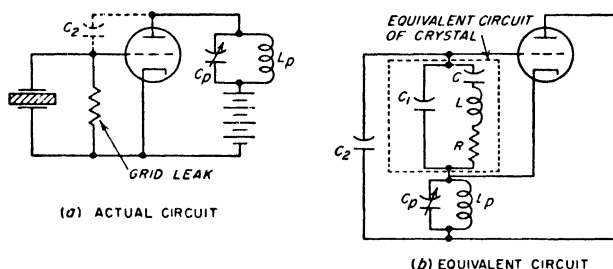 C2
Cp
Lp
GRID LEAK
(a) ACTUAL CIRCUIT
EQUIVALENT CIRCUIT
OF CRYSTAL
C
C1
L
R
C2
Cp
Lp
(b) EQUIVALENT CIRCUIT